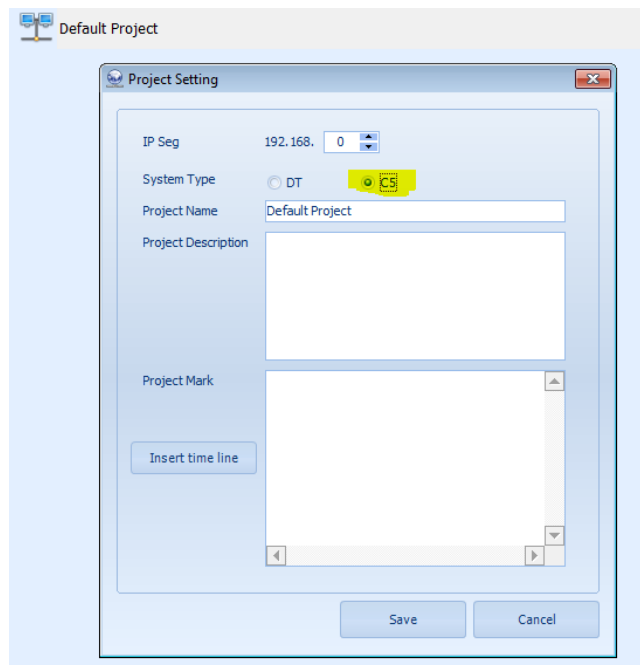 Default Project
Project Setting
IP Seg 192.168. 0
System Type DT C5
Project Name Default Project
Project Description
Project Mark
Insert time line
Save Cancel